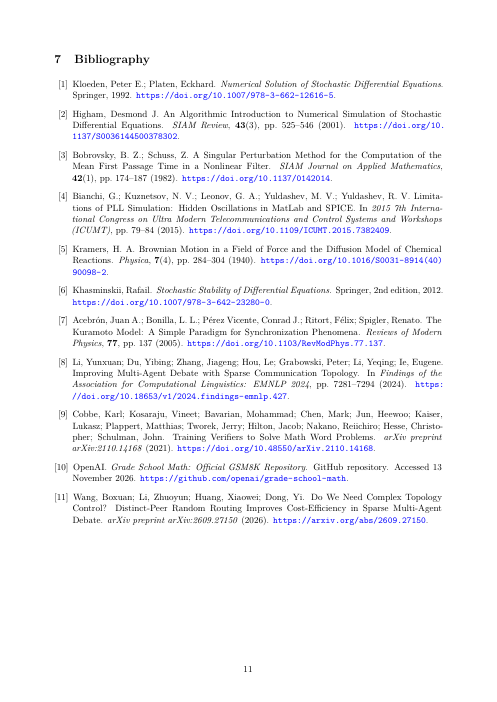 7 Bibliography
[1] Kloeden, Peter E.; Platen, Eckhard. Numerical Solution of Stochastic Differential Equations.
Springer, 1992. https://doi.org/10.1007/978-3-662-12616-5.
[2] Higham, Desmond J. An Algorithmic Introduction to Numerical Simulation of Stochastic
Differential Equations. SIAM Review, 43(3), pp. 525–546 (2001). https://doi.org/10.
1137/S0036144500378302.
[3] Bobrovsky, B. Z.; Schuss, Z. A Singular Perturbation Method for the Computation of the
Mean First Passage Time in a Nonlinear Filter. SIAM Journal on Applied Mathematics,
42(1), pp. 174–187 (1982). https://doi.org/10.1137/0142014.
[4] Bianchi, G.; Kuznetsov, N. V.; Leonov, G. A.; Yuldashev, M. V.; Yuldashev, R. V. Limita-
tions of PLL Simulation: Hidden Oscillations in MatLab and SPICE. In 2015 7th Interna-
tional Congress on Ultra Modern Telecommunications and Control Systems and Workshops
(ICUMT), pp. 79–84 (2015). https://doi.org/10.1109/ICUMT.2015.7382409.
[5] Kramers, H. A. Brownian Motion in a Field of Force and the Diffusion Model of Chemical
Reactions. Physica, 7(4), pp. 284–304 (1940). https://doi.org/10.1016/S0031-8914(40)
90098-2.
[6] Khasminskii, Rafail. Stochastic Stability of Differential Equations. Springer, 2nd edition, 2012.
https://doi.org/10.1007/978-3-642-23280-0.
[7] Acebrón, Juan A.; Bonilla, L. L.; Pérez Vicente, Conrad J.; Ritort, Félix; Spigler, Renato. The
Kuramoto Model: A Simple Paradigm for Synchronization Phenomena. Reviews of Modern
Physics, 77, pp. 137 (2005). https://doi.org/10.1103/RevModPhys.77.137.
[8] Li, Yunxuan; Du, Yibing; Zhang, Jiageng; Hou, Le; Grabowski, Peter; Li, Yeqing; Ie, Eugene.
Improving Multi-Agent Debate with Sparse Communication Topology. In Findings of the
Association for Computational Linguistics: EMNLP 2024, pp. 7281–7294 (2024). https:
//doi.org/10.18653/v1/2024.findings-emnlp.427.
[9] Cobbe, Karl; Kosaraju, Vineet; Bavarian, Mohammad; Chen, Mark; Jun, Heewoo; Kaiser,
Lukasz; Plappert, Matthias; Tworek, Jerry; Hilton, Jacob; Nakano, Reiichiro; Hesse, Christo-
pher; Schulman, John. Training Verifiers to Solve Math Word Problems. arXiv preprint
arXiv:2110.14168 (2021). https://doi.org/10.48550/arXiv.2110.14168.
[10] OpenAI. Grade School Math: Official GSM8K Repository. GitHub repository. Accessed 13
November 2026. https://github.com/openai/grade-school-math.
[11] Wang, Boxuan; Li, Zhuoyun; Huang, Xiaowei; Dong, Yi. Do We Need Complex Topology
Control? Distinct-Peer Random Routing Improves Cost-Efficiency in Sparse Multi-Agent
Debate. arXiv preprint arXiv:2609.27150 (2026). https://arxiv.org/abs/2609.27150.
11